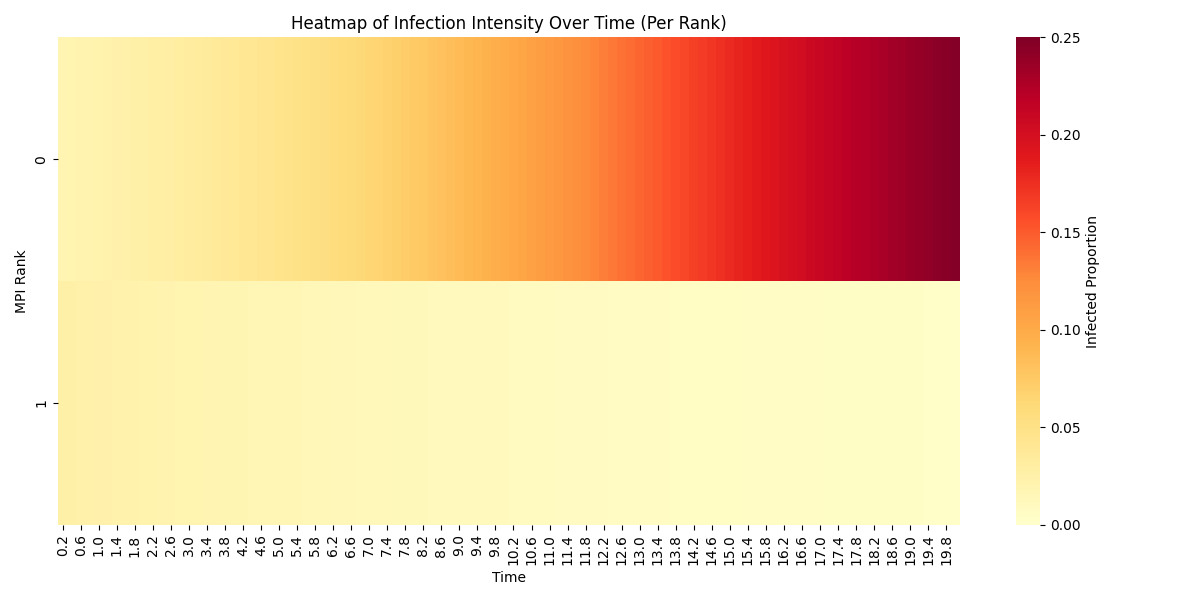 Heatmap of Infection Intensity Over Time (Per Rank)
MPI Rank
0
1
0.2 0.6 1.0 1.4 1.8 2.2 2.6 3.0 3.4 3.8 4.2 4.6 5.0 5.4 5.8 6.2 6.6 7.0 7.4 7.8 8.2 8.6 9.0 9.4 9.8 10.2 10.6 11.0 11.4 11.8 12.2 12.6 13.0 13.4 13.8 14.2 14.6 15.0 15.4 15.8 16.2 16.6 17.0 17.4 17.8 18.2 18.6 19.0 19.4 19.8
Time
0.25
0.20
0.15
0.10
0.05
0.00
Infected Proportion